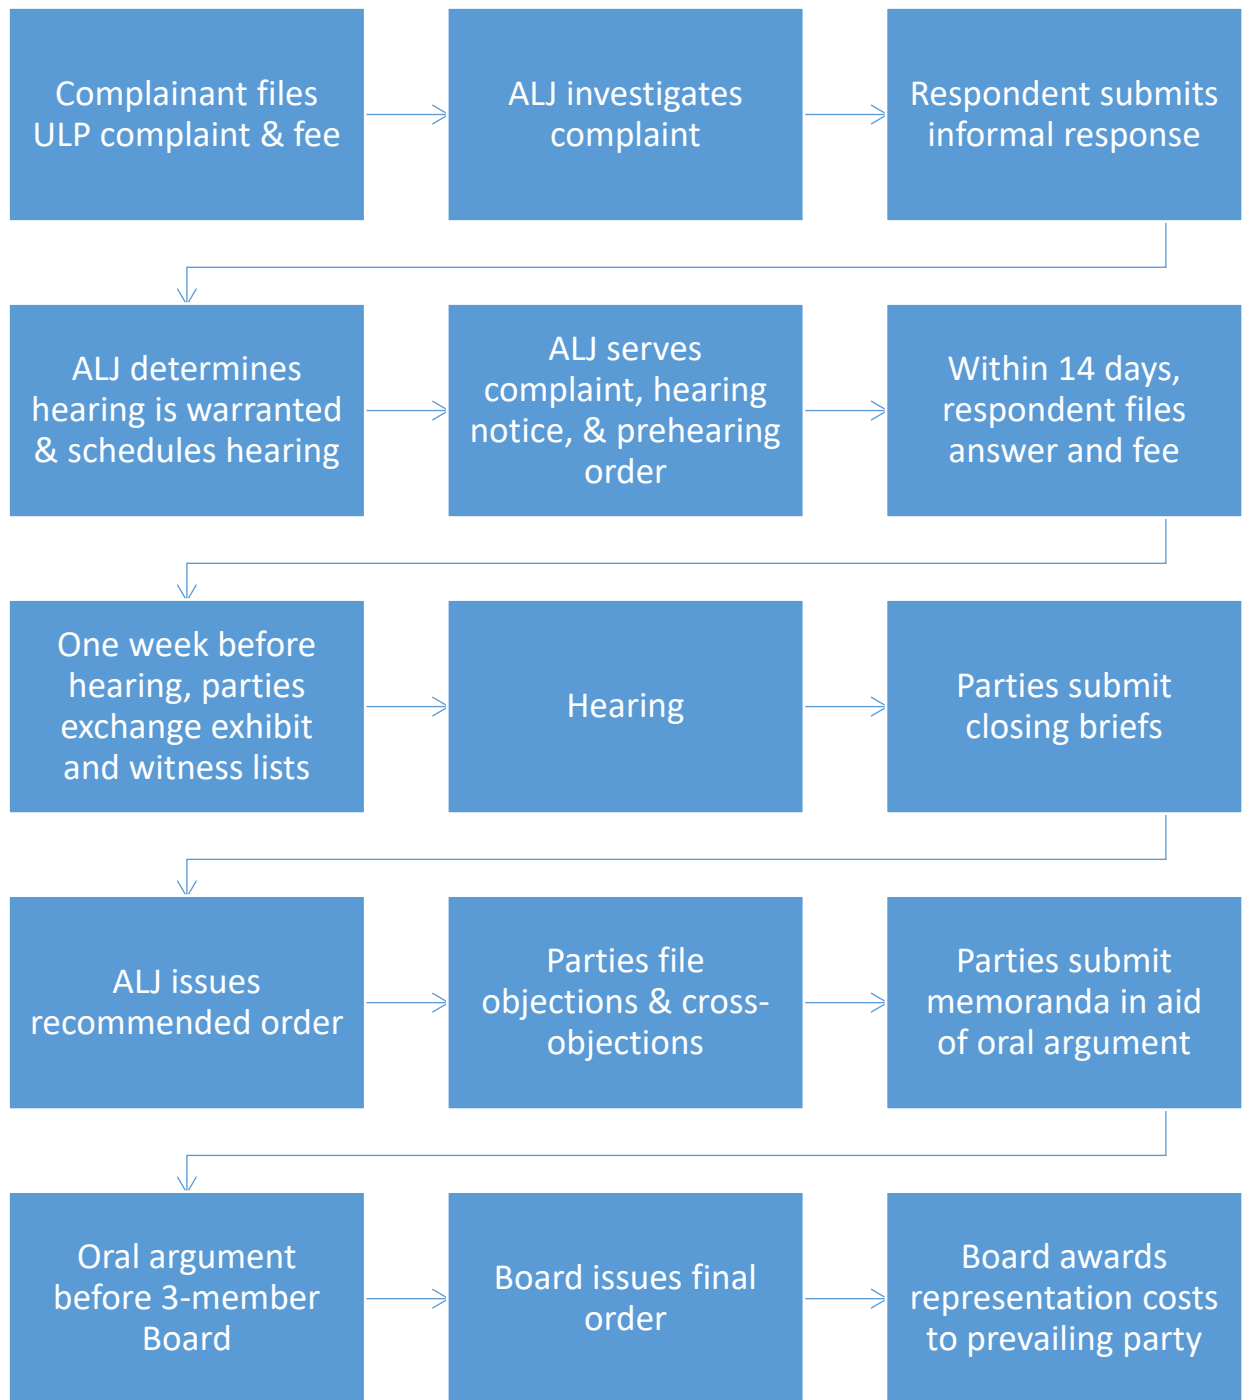 Complainant files
ULP complaint & fee
ALJ investigates
complaint
Respondent submits
informal response
ALJ determines
hearing is warranted
& schedules hearing
ALJ serves
complaint, hearing
notice, & prehearing
order
Within 14 days,
respondent files
answer and fee
One week before
hearing, parties
exchange exhibit
and witness lists
Hearing
Parties submit
closing briefs
ALJ issues
recommended order
Parties file
objections & cross-
objections
Parties submit
memoranda in aid
of oral argument
Oral argument
before 3-member
Board
Board issues final
order
Board awards
representation costs
to prevailing party